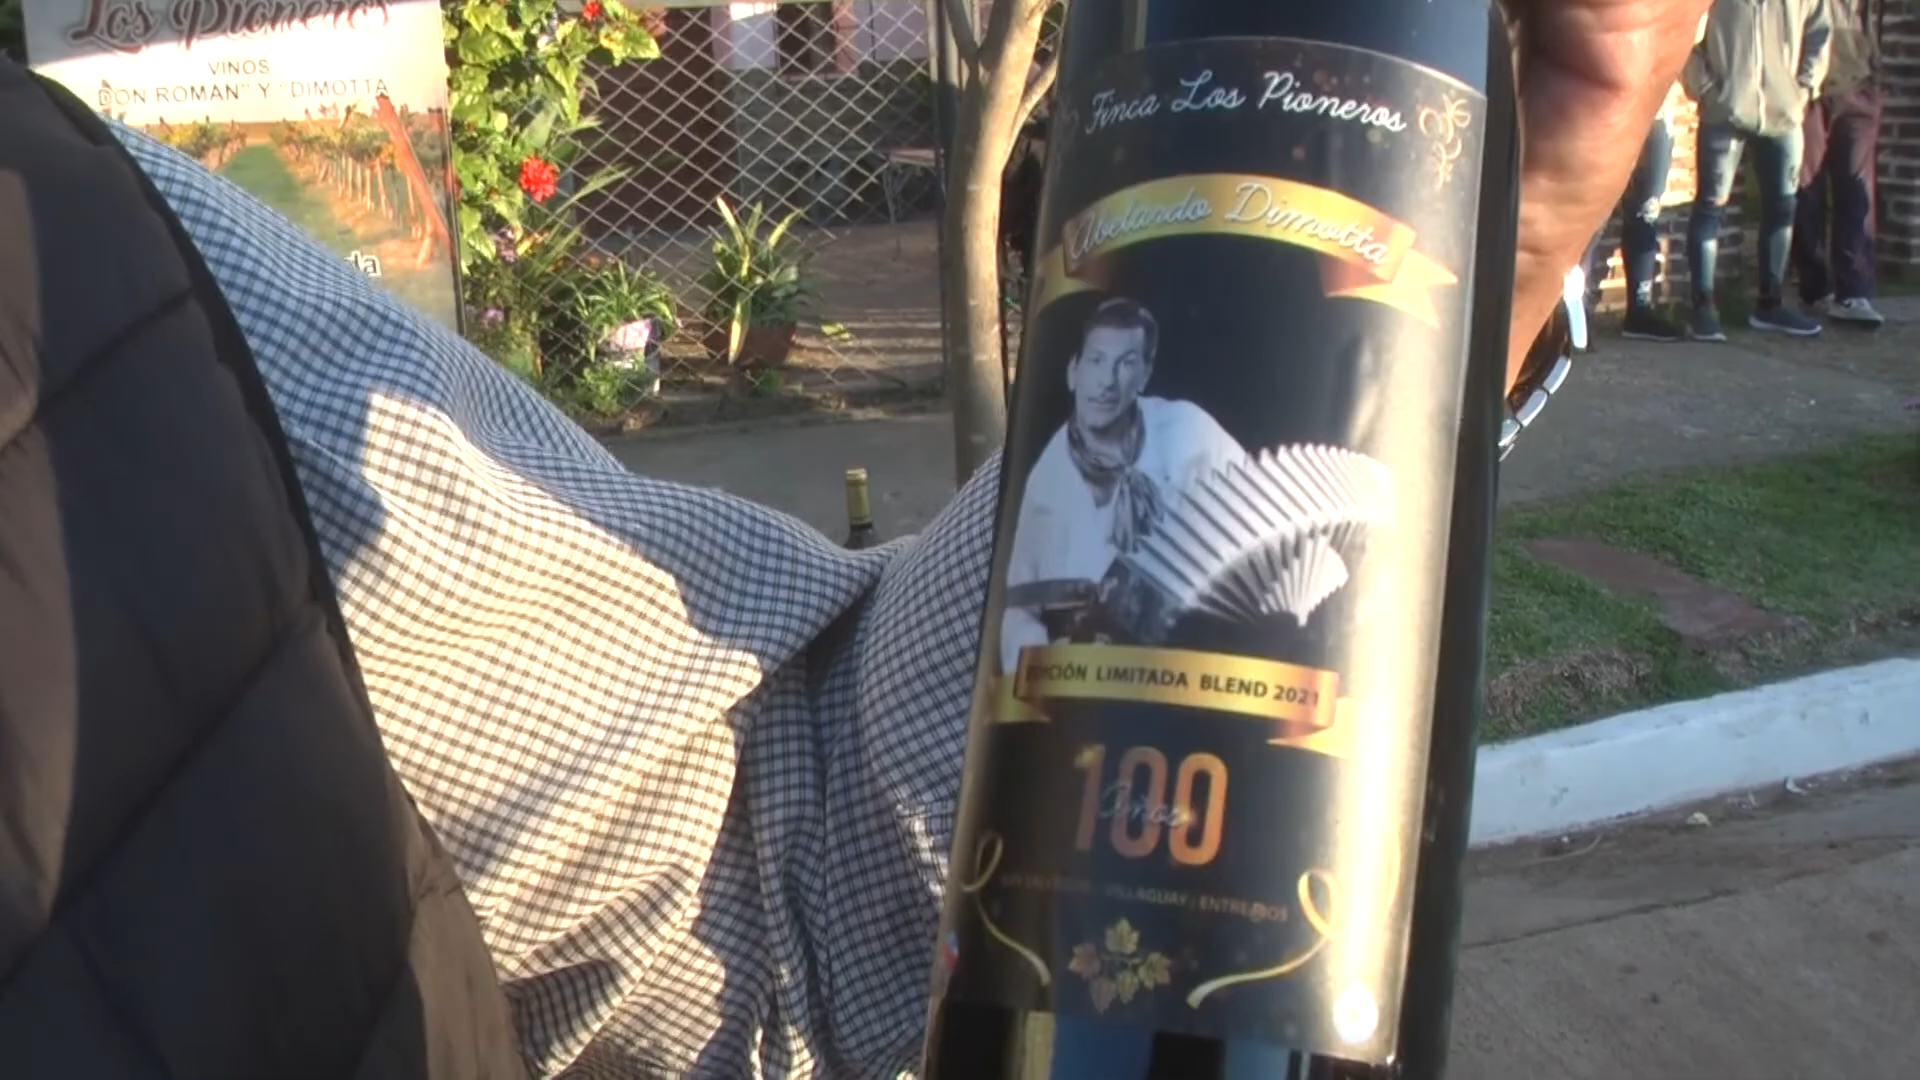 Los Pioneros
VINOS
DON ROMAN" Y "DIMOTTA
da
Finca Los Pioneros
Abelardo Dimotta
EDICIÓN LIMITADA BLEND 2021
100
Años
VILLAGUAY / ENTRE RIOS